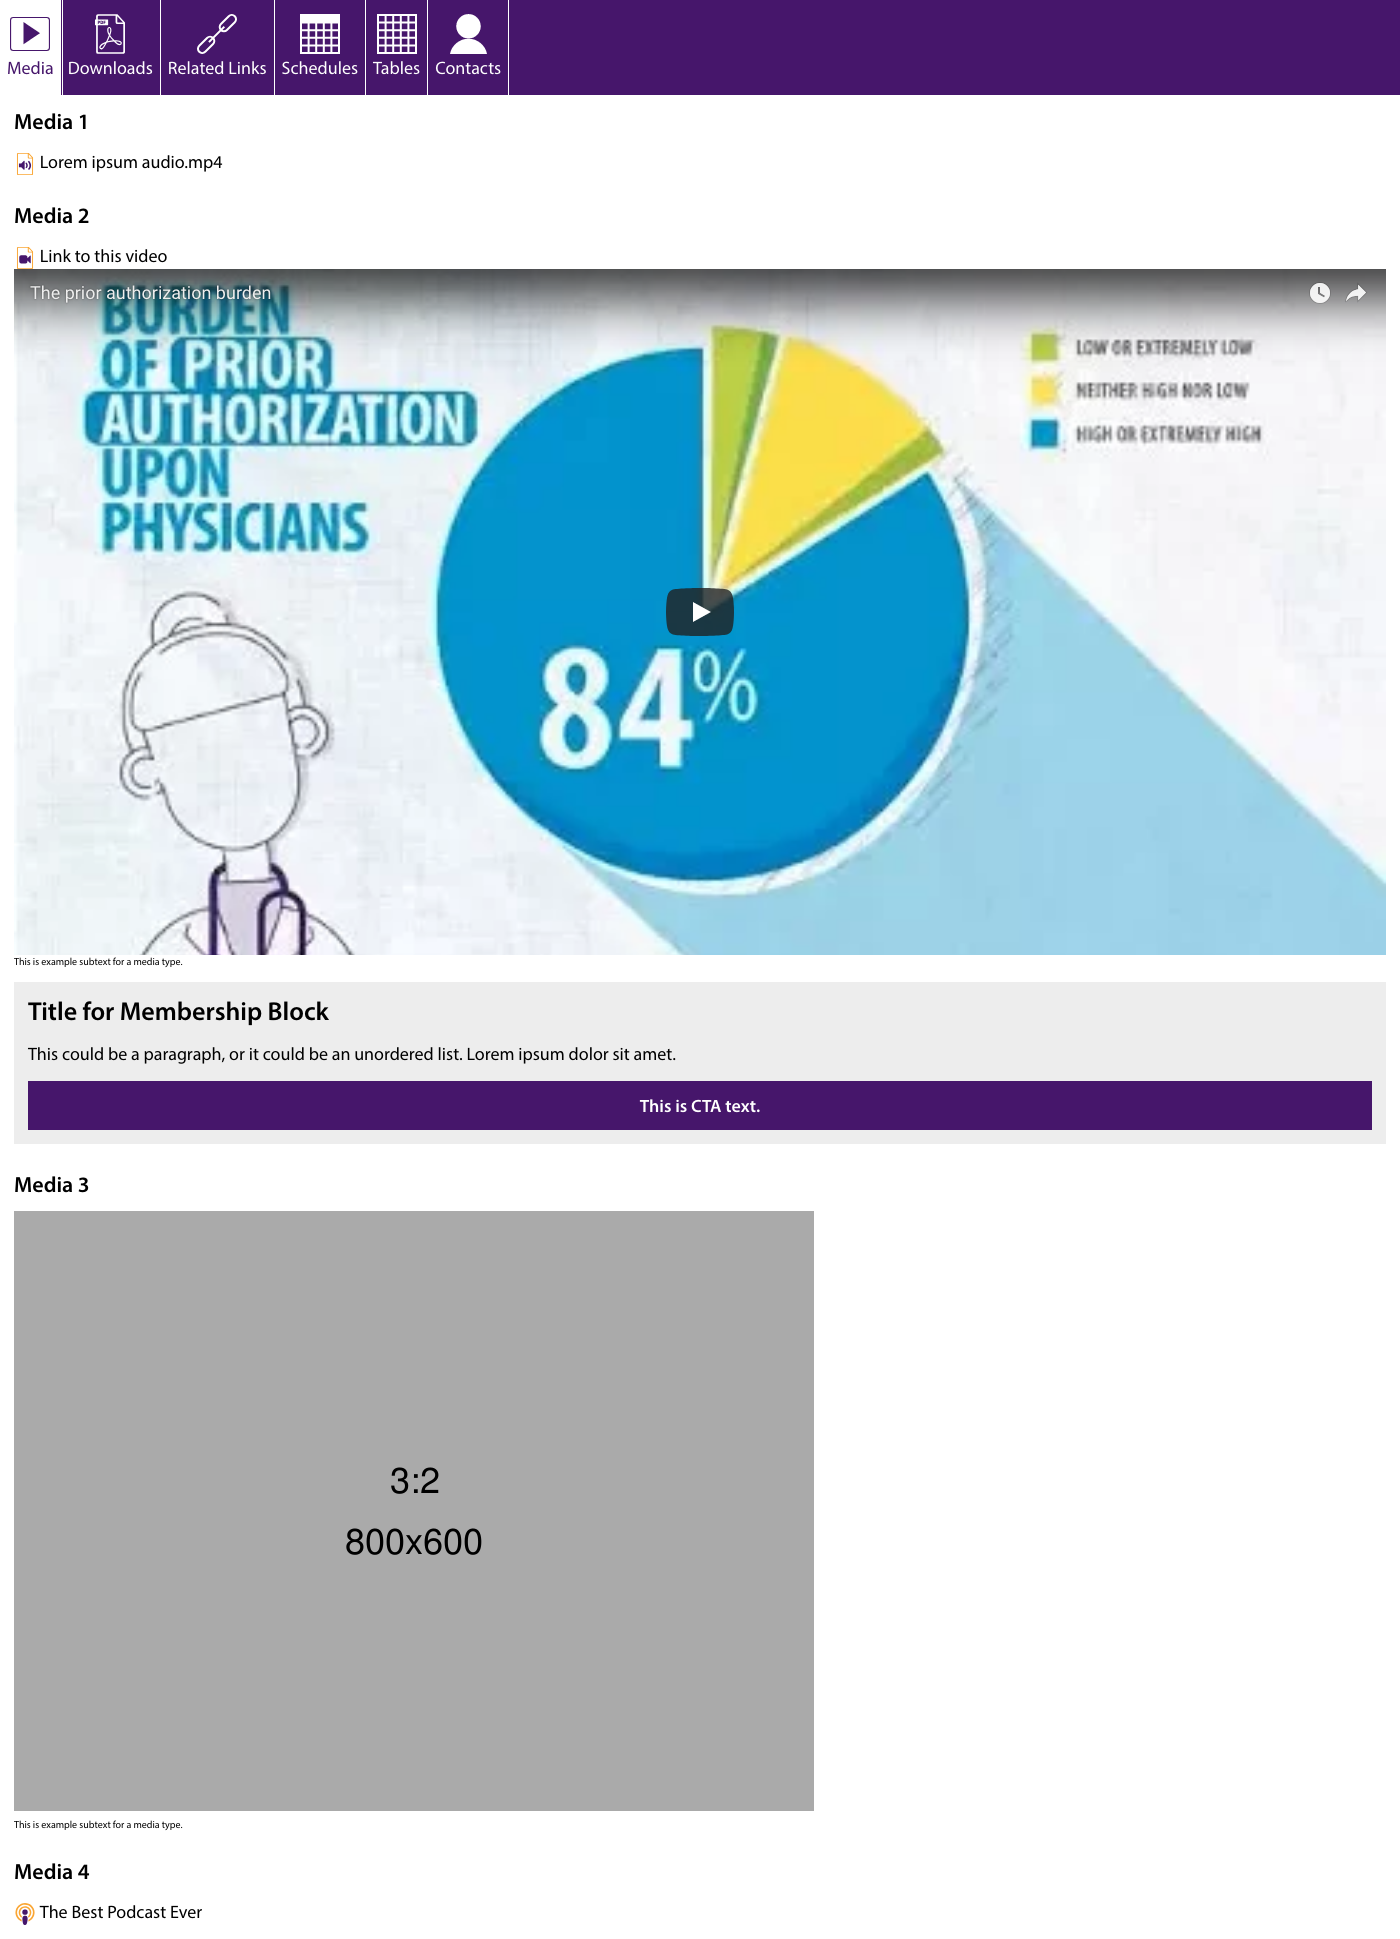 Media
Downloads
Related Links
Schedules
Tables
Contacts
Media 1
Lorem ipsum audio.mp4
Media 2
Link to this video
The prior authorization burden
BURDEN
OF PRIOR
AUTHORIZATION
UPON
PHYSICIANS
LOW OR EXTREMELY LOW
NEITHER HIGH NOR LOW
HIGH OR EXTREMELY HIGH
84%
This is example subtext for a media type.
Title for Membership Block
This could be a paragraph, or it could be an unordered list. Lorem ipsum dolor sit amet.
This is CTA text.
Media 3
3:2
800x600
This is example subtext for a media type.
Media 4
The Best Podcast Ever